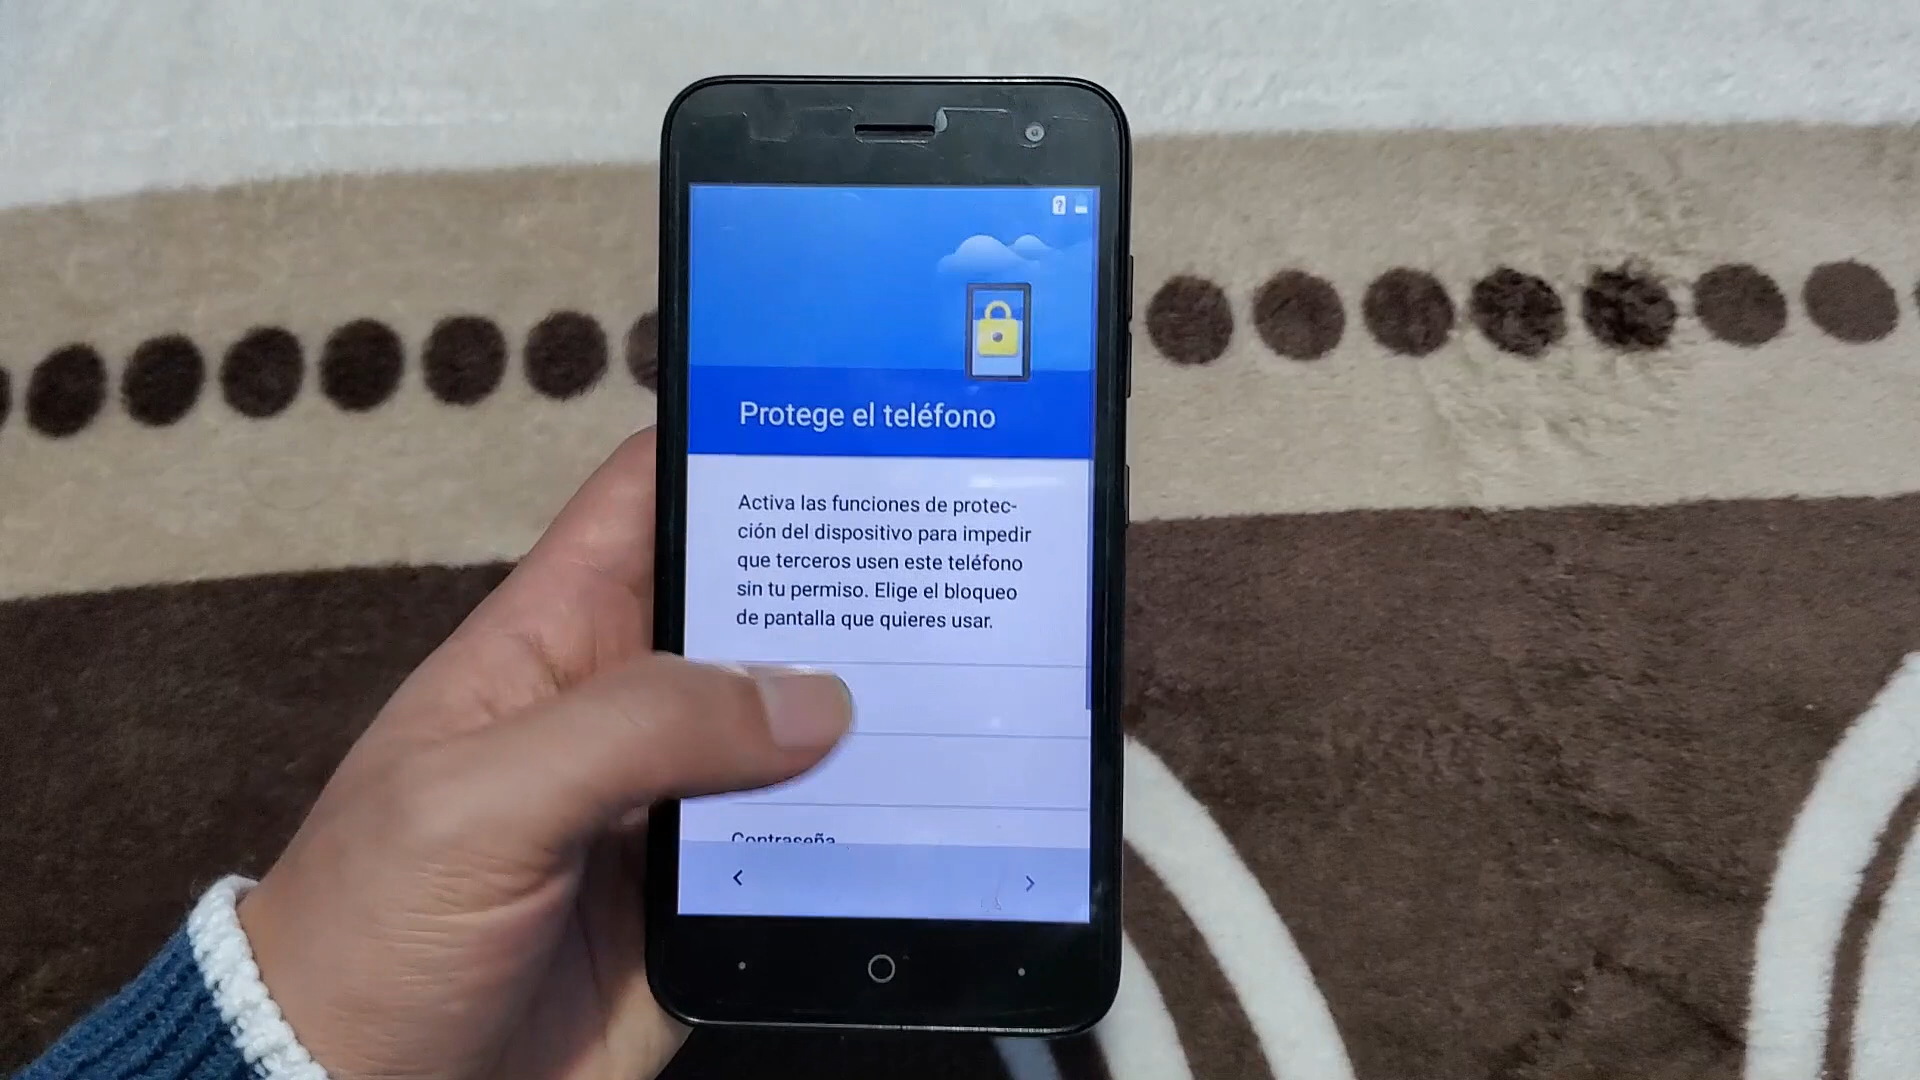 Protege el teléfono
Activa las funciones de protec-
ción del dispositivo para impedir
que terceros usen este teléfono
sin tu permiso. Elige el bloqueo
de pantalla que quieres usar.
Contraseña